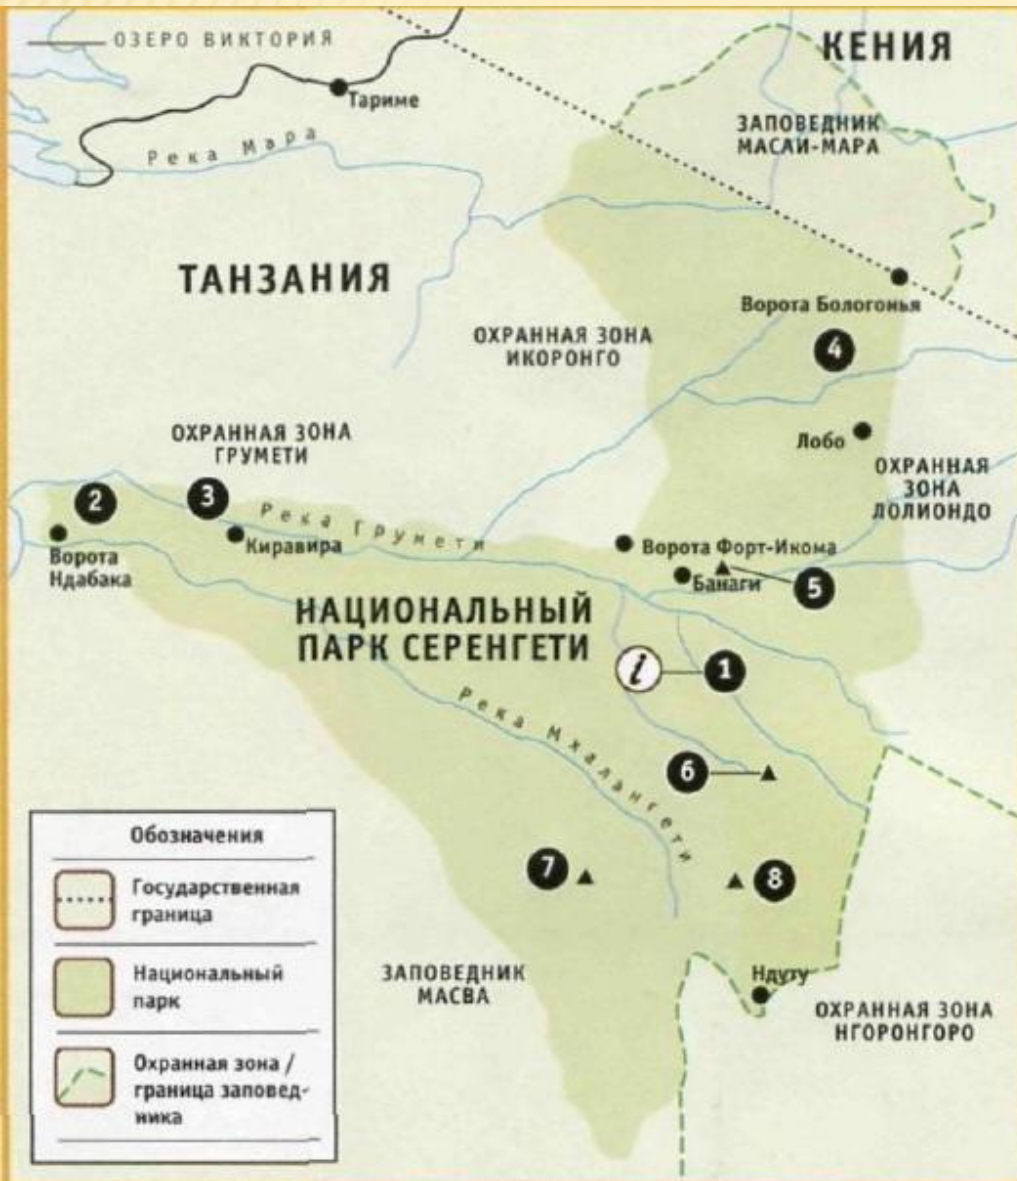 ОЗЕРО ВИКТОРИЯ
КЕНИЯ
Тариме
ЗАПОВЕДНИК
МАСАИ-МАРА
Река Мара
ТАНЗАНИЯ
Ворота Бологонья
ОХРАННАЯ ЗОНА
ИКОРОНГО
4
ОХРАННАЯ ЗОНА
ГРУМЕТИ
Лобо
ОХРАННАЯ
ЗОНА
ЛОЛИОНДО
2
3
Река Грумети
Ворота
Ндабака
Киравира
Ворота Форт-Икома
Банаги
5
НАЦИОНАЛЬНЫЙ
ПАРК СЕРЕНГЕТИ
i
1
Река Мхалангети
6
7
8
Обозначения
Государственная
граница
Национальный
парк
Охранная зона /
граница заповед-
ника
ЗАПОВЕДНИК
МАСВА
Ндуту
ОХРАННАЯ ЗОНА
НГОРОНГОРО